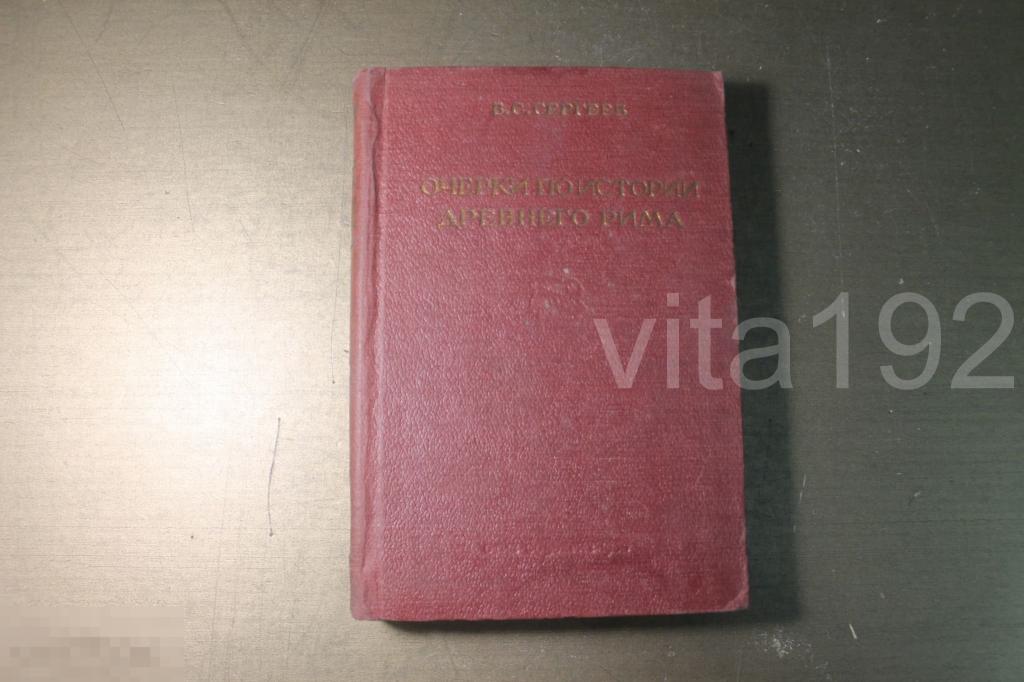 В.С.СЕРГЕЕВ
ОЧЕРКИ ПО ИСТОРИИ
ДРЕВНЕГО РИМА
vita192